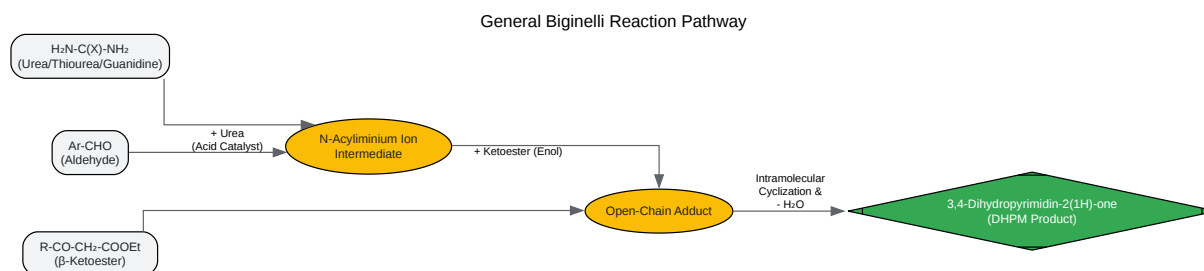 General Biginelli Reaction Pathway
H₂N-C(X)-NH₂
(Urea/Thiourea/Guanidine)
Ar-CHO
(Aldehyde)
+ Urea
(Acid Catalyst)
N-Acyliminium Ion
Intermediate
+ Ketoester (Enol)
R-CO-CH₂-COOEt
(β-Ketoester)
Open-Chain Adduct
Intramolecular
Cyclization &
- H₂O
3,4-Dihydropyrimidin-2(1H)-one
(DHPM Product)